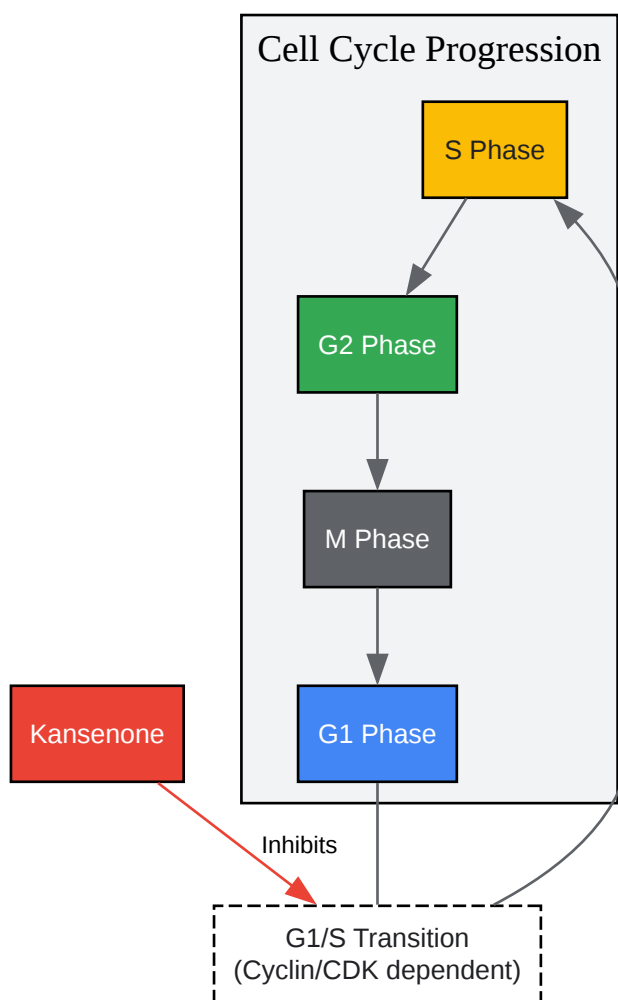 Cell Cycle Progression
S Phase
G2 Phase
M Phase
Kansenone
G1 Phase
Inhibits
G1/S Transition
(Cyclin/CDK dependent)